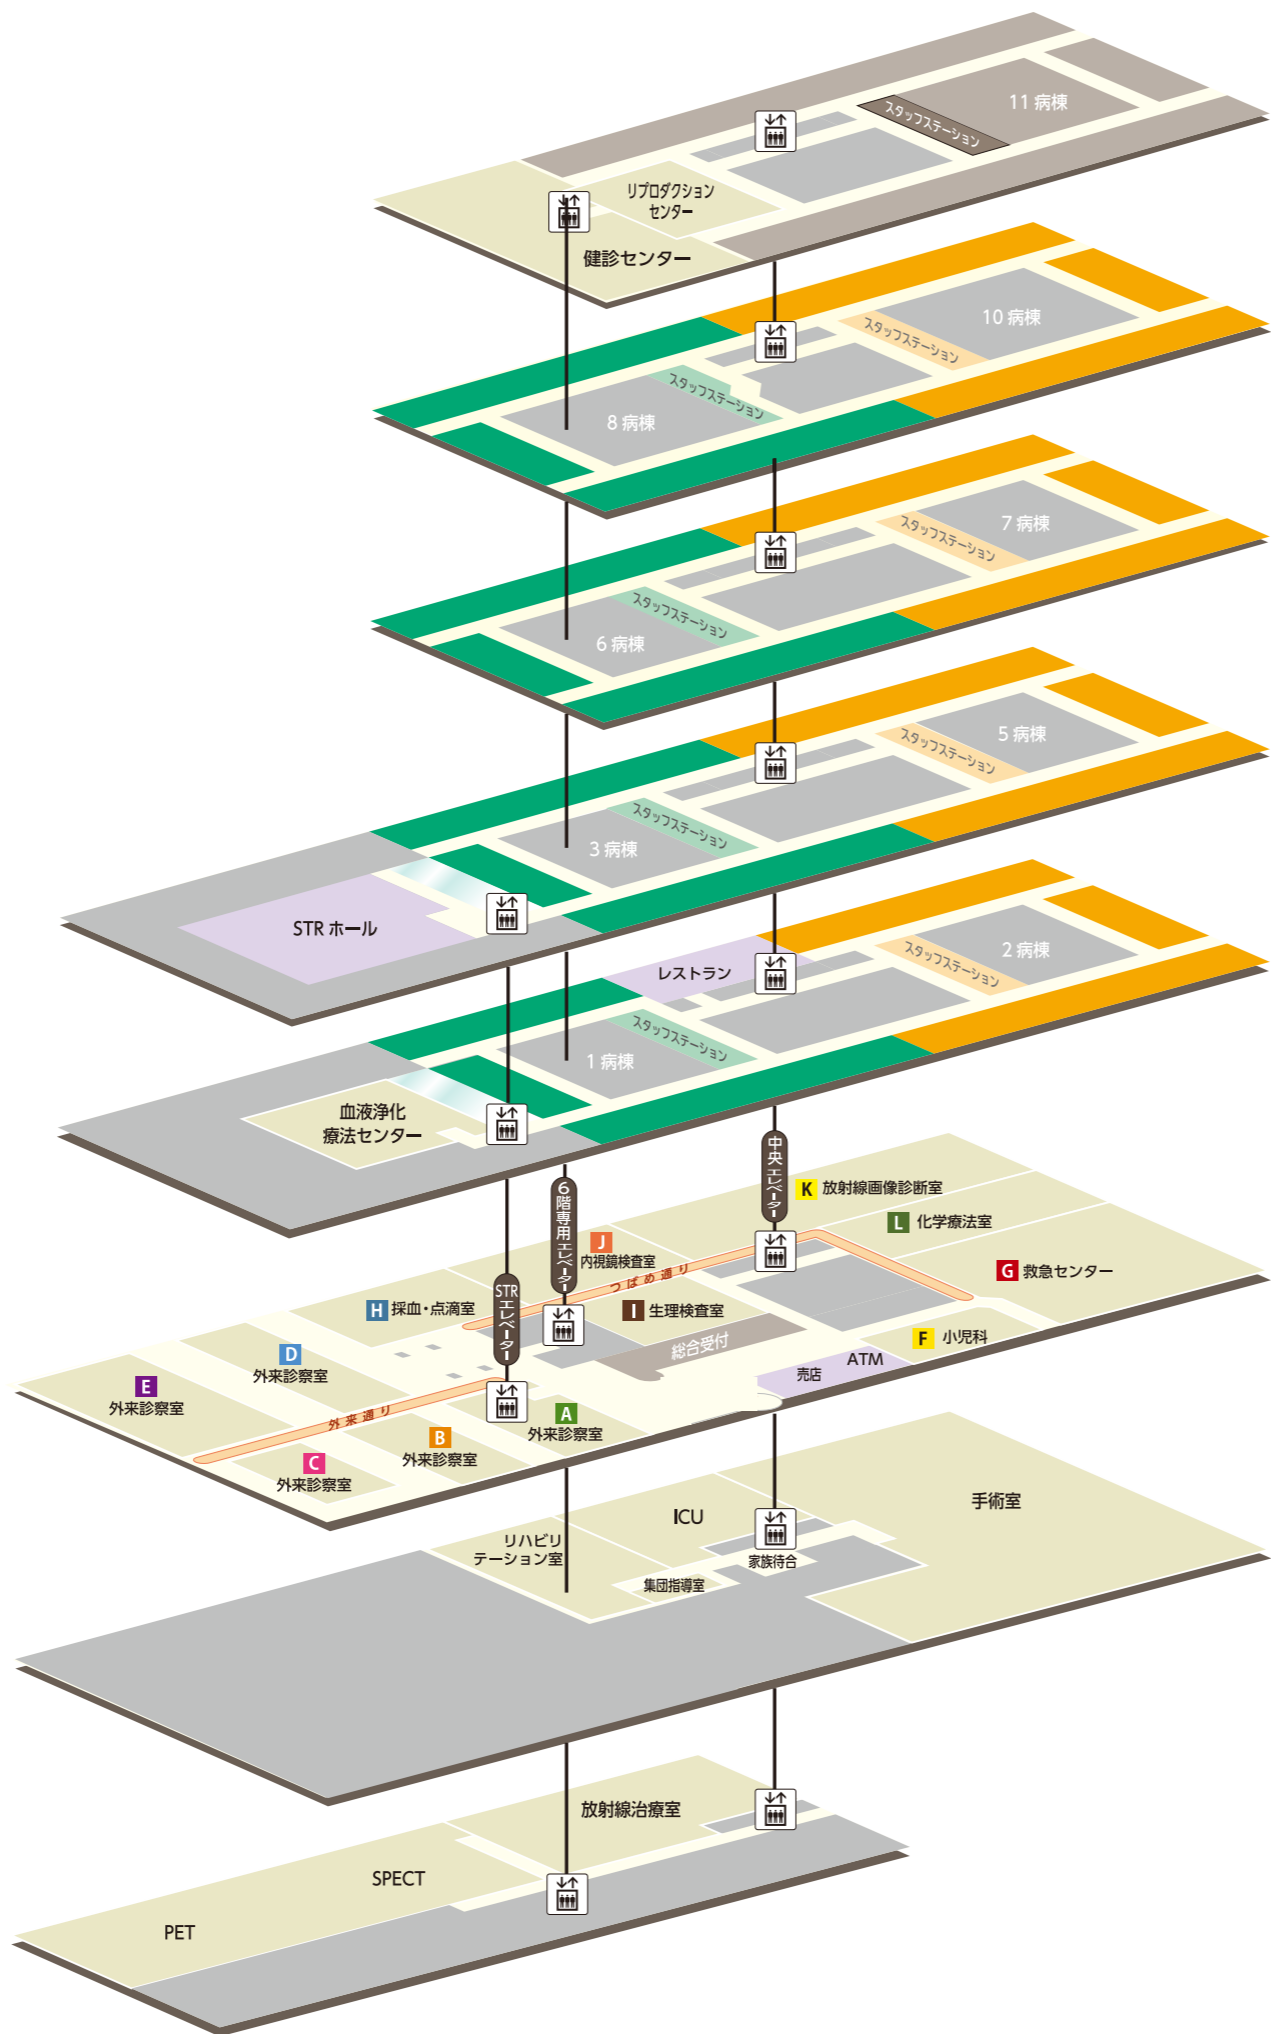 11 病棟
スタッフステーション
リプロダクション
センター
健診センター
10 病棟
スタッフステーション
スタッフステーション
8 病棟
7 病棟
スタッフステーション
スタッフステーション
6 病棟
5 病棟
スタッフステーション
スタッフステーション
3 病棟
STR ホール
2 病棟
スタッフステーション
レストラン
スタッフステーション
1 病棟
血液浄化
療法センター
中央エレベーター
6階専用エレベーター
STRエレベーター
K 放射線画像診断室
L 化学療法室
G 救急センター
J
内視鏡検査室
つばめ通り
H 採血・点滴室
I 生理検査室
総合受付
F 小児科
ATM
売店
D
外来診察室
E
外来診察室
外来通り
A
外来診察室
B
外来診察室
C
外来診察室
手術室
ICU
リハビリ
テーション室
家族待合
集団指導室
放射線治療室
SPECT
PET